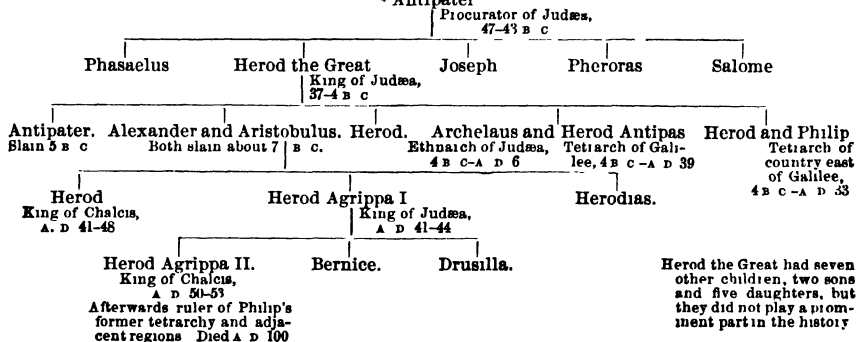 Antipater
Procurator of Judæa,
47–43 B C
Phasaelus Herod the Great Joseph Pheroras Salome
King of Judæa,
37–4 B C
Antipater. Alexander and Aristobulus. Herod. Archelaus and Herod Antipas Herod and Philip
Slain 5 B C Both slain about 7 B C. Ethnarch of Judæa, Tetrarch of Gali- Tetrarch of
4 B C–A D 6 lee, 4 B C–A D 39 country east
of Galilee,
4 B C–A D 33
Herod Herod Agrippa I Herodias.
King of Chalcis, King of Judæa,
A. D 41–48 A D 41–44
Herod Agrippa II. Bernice. Drusilla.
King of Chalcis,
A D 50–53
Afterwards ruler of Philip's
former tetrarchy and adja-
cent regions Died A D 100
Herod the Great had seven
other children, two sons
and five daughters, but
they did not play a prom-
inent part in the history